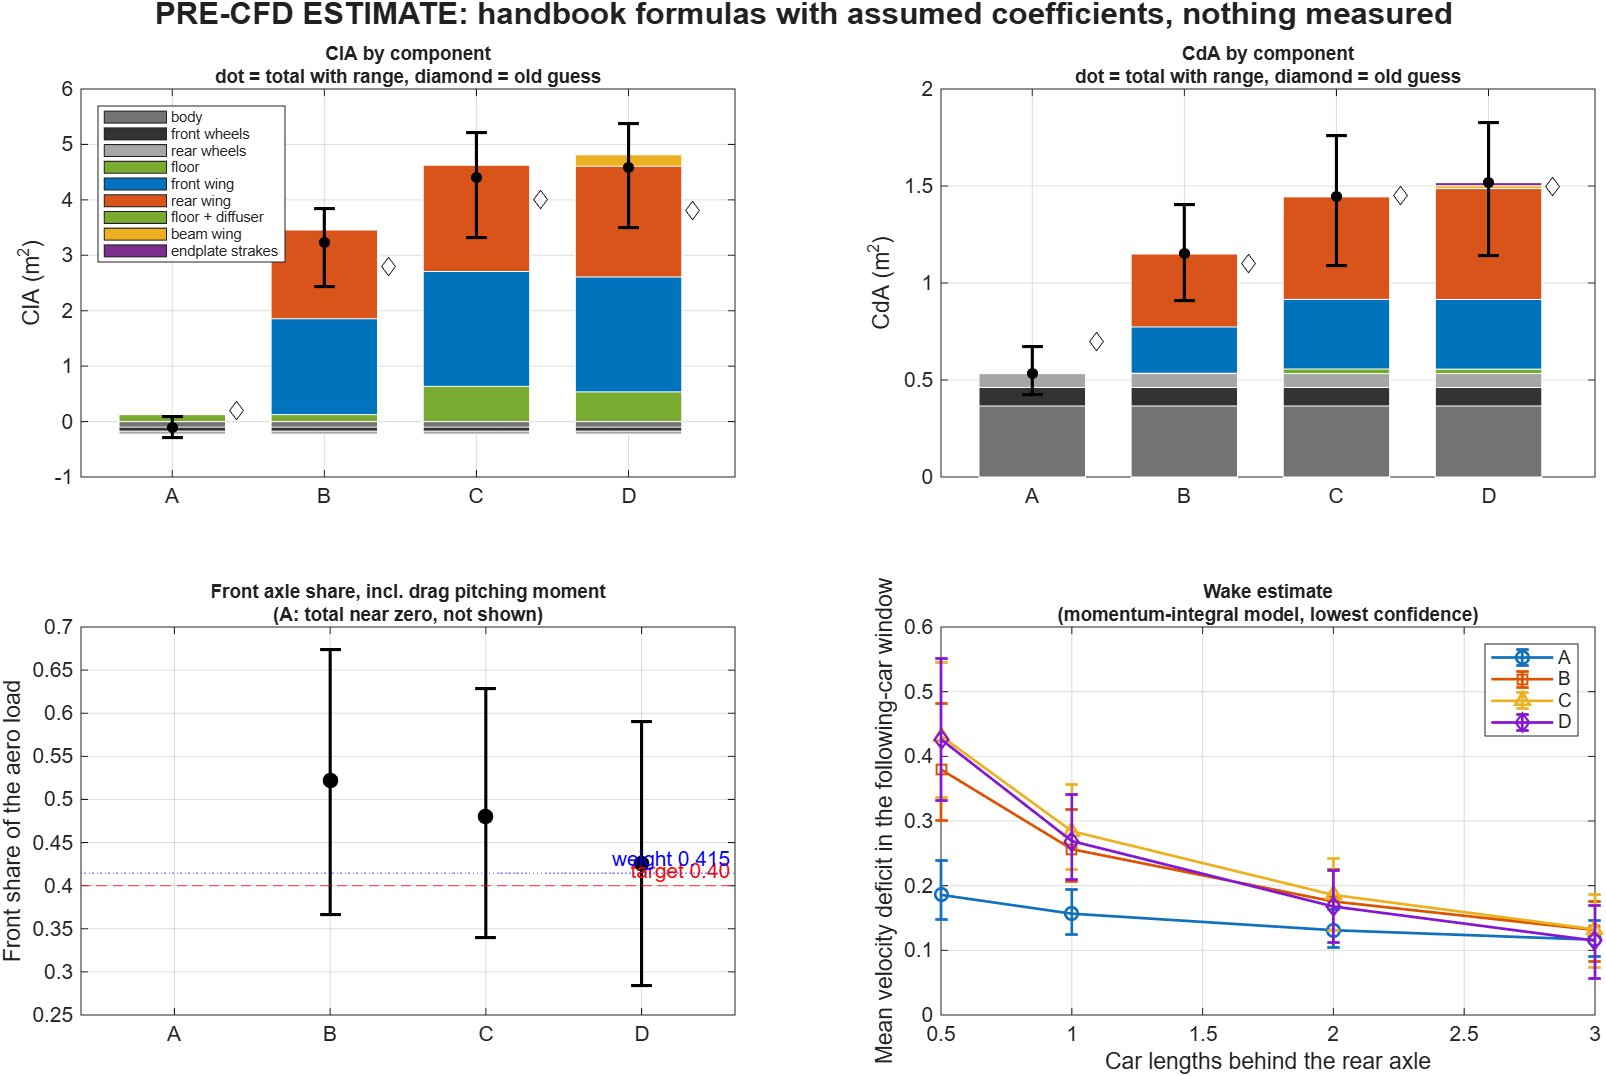 PRE-CFD ESTIMATE: handbook formulas with assumed coefficients, nothing measured
ClA by component
dot = total with range, diamond = old guess
6
5
4
3
2
1
0
-1
ClA (m2)
body
front wheels
rear wheels
floor
front wing
rear wing
floor + diffuser
beam wing
endplate strakes
A
B
C
D
CdA by component
dot = total with range, diamond = old guess
2
1.5
1
0.5
0
CdA (m2)
A
B
C
D
Front axle share, incl. drag pitching moment
(A: total near zero, not shown)
0.7
0.65
0.6
0.55
0.5
0.45
0.4
0.35
0.3
0.25
Front share of the aero load
weight 0.415
target 0.40
A
B
C
D
Wake estimate
(momentum-integral model, lowest confidence)
0.6
0.5
0.4
0.3
0.2
0.1
0
Mean velocity deficit in the following-car window
A
B
C
D
0.5
1
1.5
2
2.5
3
Car lengths behind the rear axle